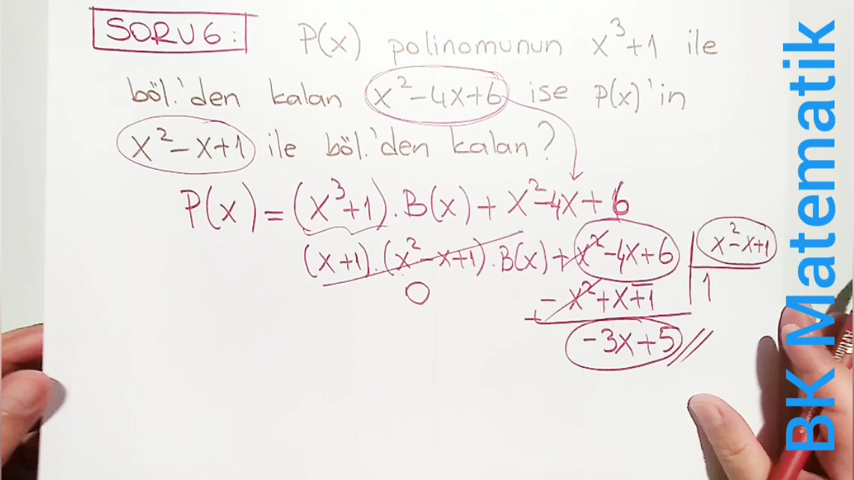 SORU 6: P(x) polinomunun x³+1 ile
böl.'den kalan x²-4x+6 ise P(x)'in
x²-x+1 ile böl.'den kalan?
P(x) = (x³+1).B(x) + x²-4x+6
(x+1).(x²-x+1).B(x) + x²-4x+6 | x²-x+1
0 -x²+x+1 | 1
-3x+5 //
BK Matematik